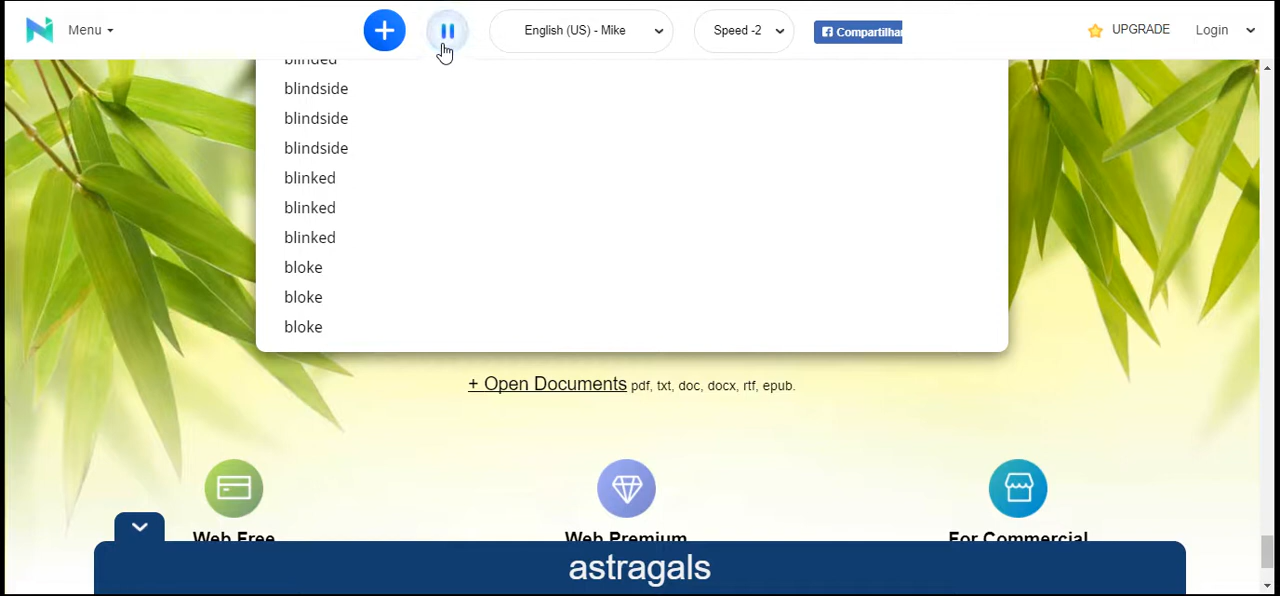 Menu
English (US) - Mike
Speed -2
Compartilhar
UPGRADE
Login
blinded
blindside
blindside
blindside
blinked
blinked
blinked
bloke
bloke
bloke
+ Open Documents pdf, txt, doc, docx, rtf, epub.
Web Free
Web Premium
For Commercial
astragals